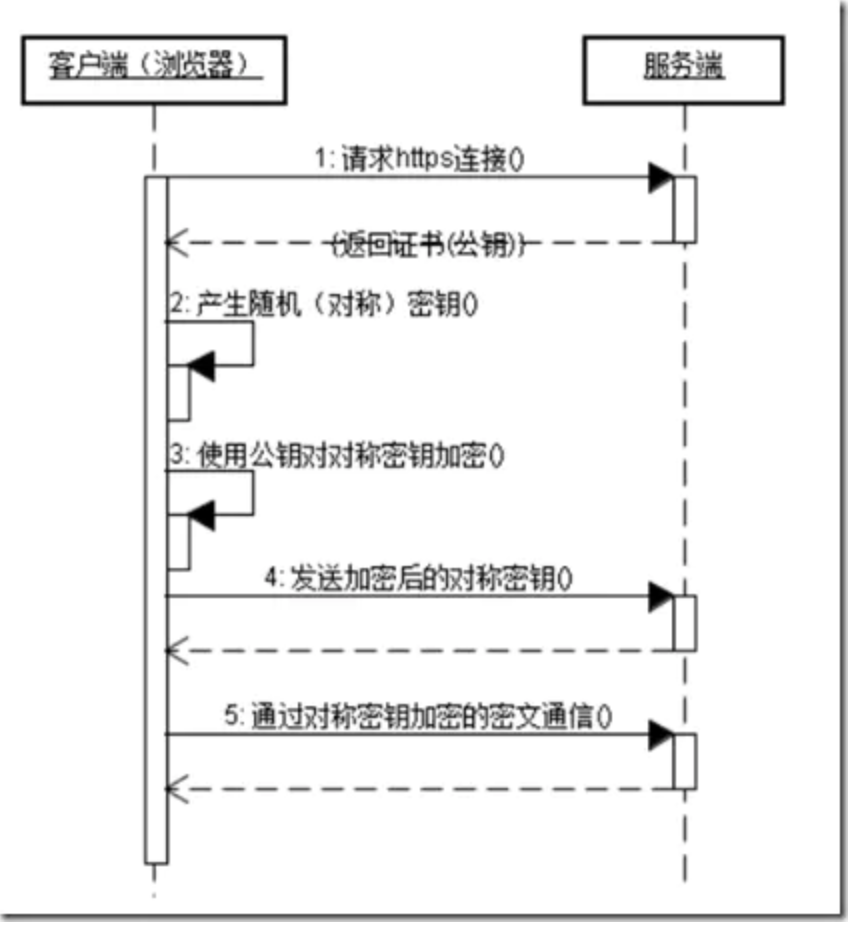 客户端（浏览器）
服务端
1: 请求https连接()
{返回证书(公钥)}
2: 产生随机（对称）密钥()
3: 使用公钥对对称密钥加密()
4: 发送加密后的对称密钥()
5: 通过对称密钥加密的密文通信()